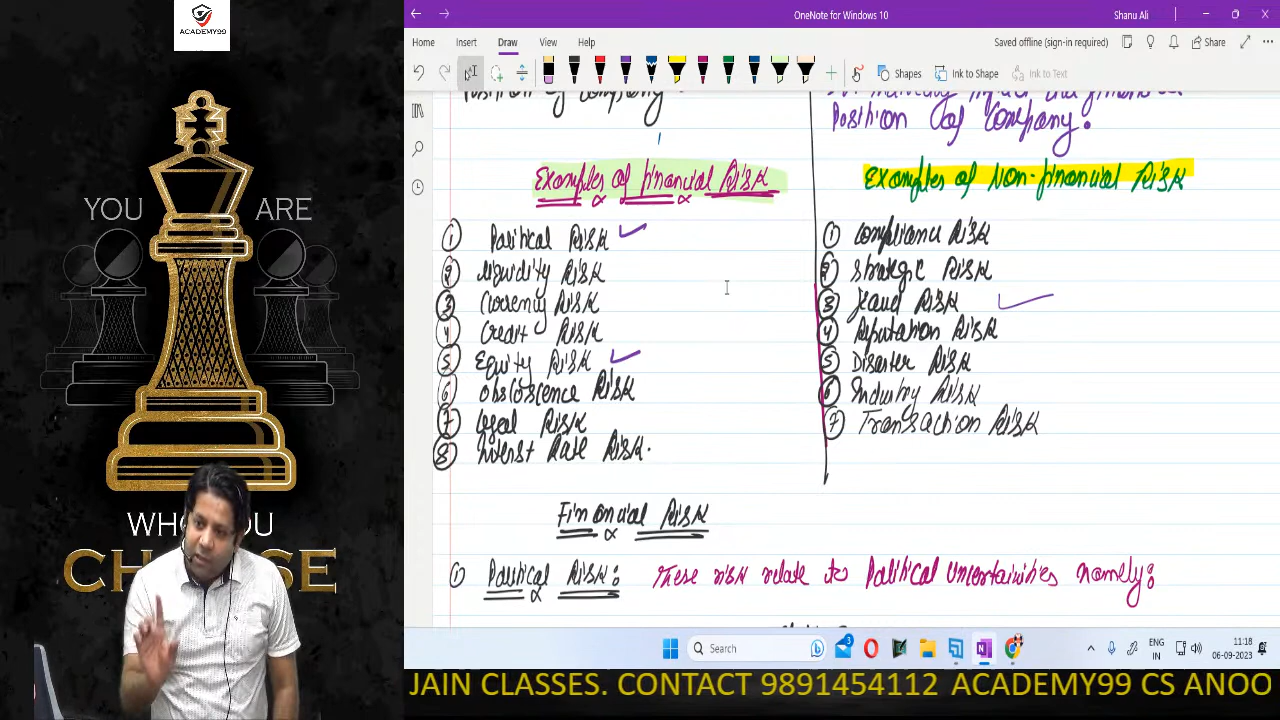 ACADEMY99
YOU ARE
WHO YOU
CHOOSE
OneNote for Windows 10
Shanu Ali
Home Insert Draw View Help
Saved offline (sign-in required)
Share
Shapes
Ink to Shape
Ink to Text
Position of Company
Position of Company.
Examples of Financial Risk
① Political Risk
② Liquidity Risk
③ Currency Risk
④ Credit Risk
⑤ Equity Risk
⑥ Risk
⑦ Legal Risk
⑧ Rate Risk.
Examples of Non-financial Risk
① Compliance Risk
② Strategic Risk
③ Fraud Risk
④ Reputation Risk
⑤ Disaster Risk
⑥ Industry Risk
⑦ Transaction Risk
Financial Risk
① Political Risk: These risk relate to Political uncertainities namely:
Search
3
ENG
IN
11:18
06-09-2023
JAIN CLASSES. CONTACT 9891454112 ACADEMY99 CS ANOO